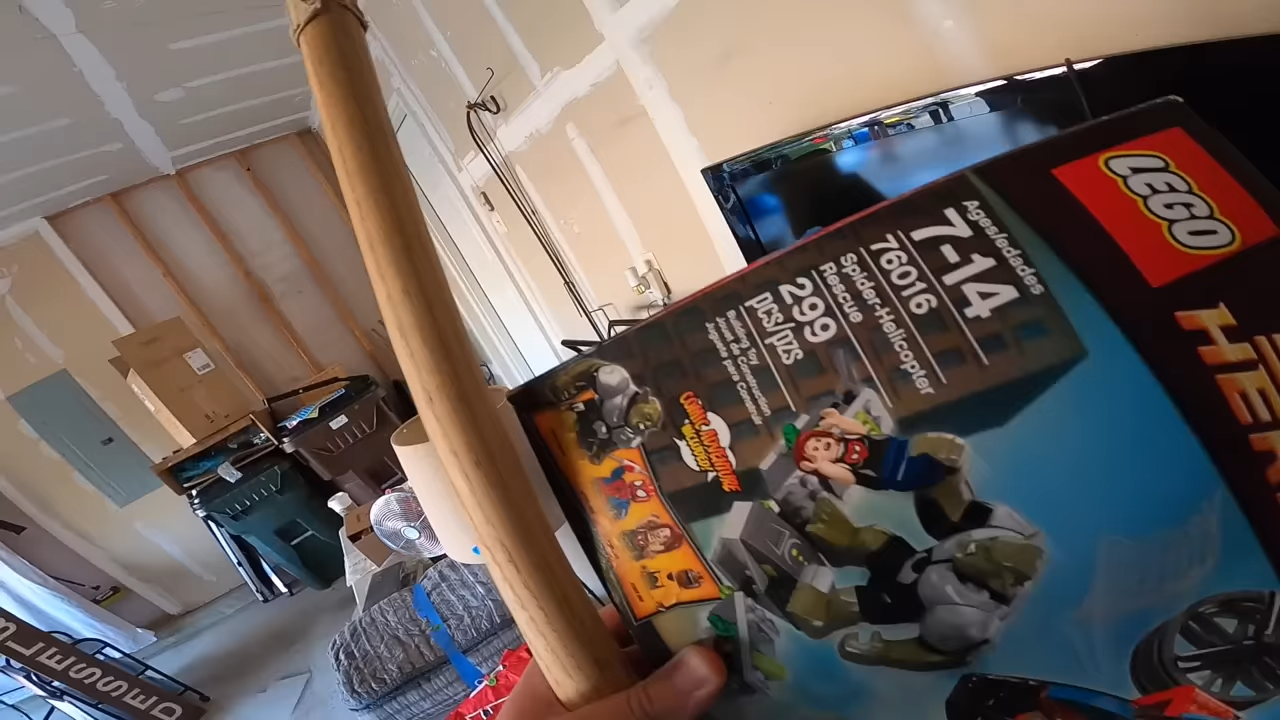 LEGO
Ages/edades
7-14
76016
Spider-Helicopter
Rescue
299
pcs/pzs
Building Toy
Jouet de Construction
Juguete para Construir
COMIC ADVENTURE
INCLUDED!
BLESSED